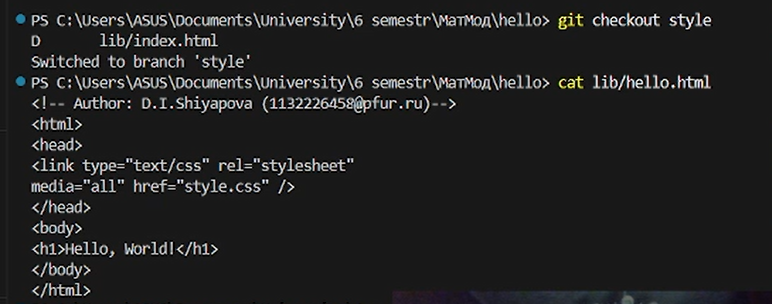 PS C:\Users\ASUS\Documents\University\6 semestr\МатМод\hello> git checkout style
D       lib/index.html
Switched to branch 'style'
PS C:\Users\ASUS\Documents\University\6 semestr\МатМод\hello> cat lib/hello.html
<!-- Author: D.I.Shiyapova (1132226458@pfur.ru)-->
<html>
<head>
<link type="text/css" rel="stylesheet"
media="all" href="style.css" />
</head>
<body>
<h1>Hello, World!</h1>
</body>
</html>